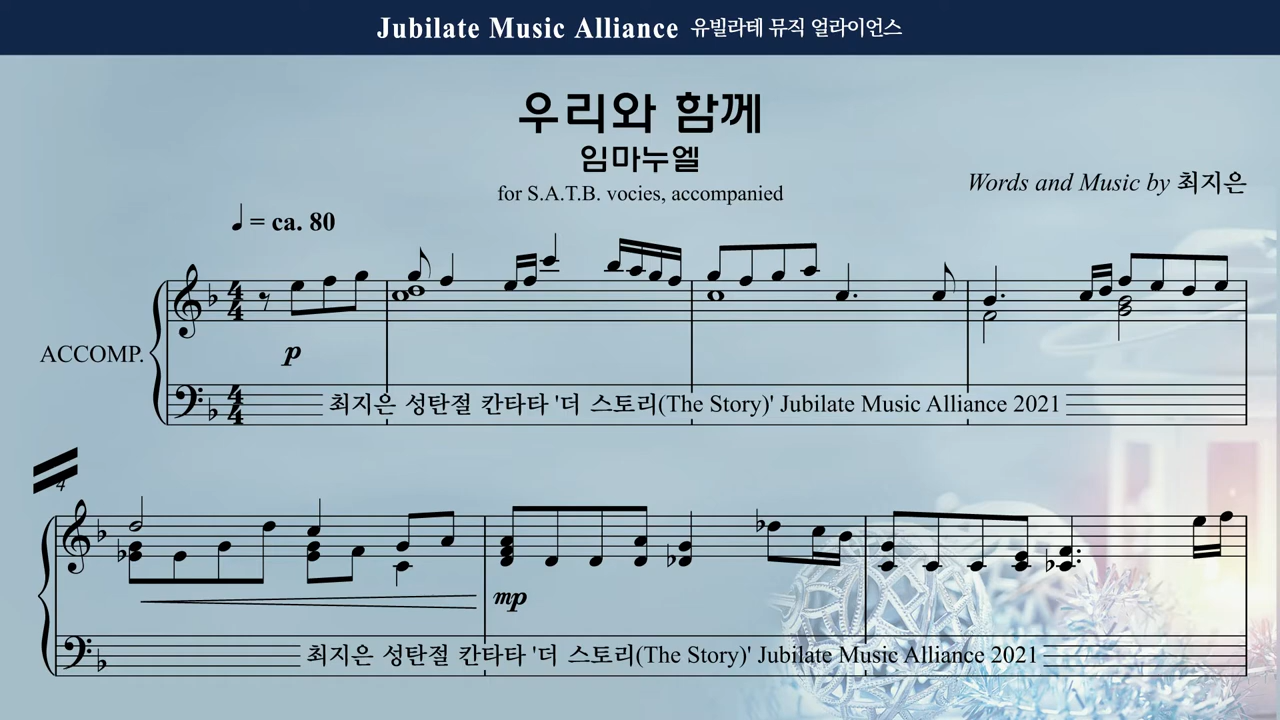 Jubilate Music Alliance 유빌라테 뮤직 얼라이언스
우리와 함께
임마누엘
for S.A.T.B. vocies, accompanied
Words and Music by 최지은
♩ = ca. 80
ACCOMP.
p
최지은 성탄절 칸타타 '더 스토리(The Story)' Jubilate Music Alliance 2021
4
mp
최지은 성탄절 칸타타 '더 스토리(The Story)' Jubilate Music Alliance 2021